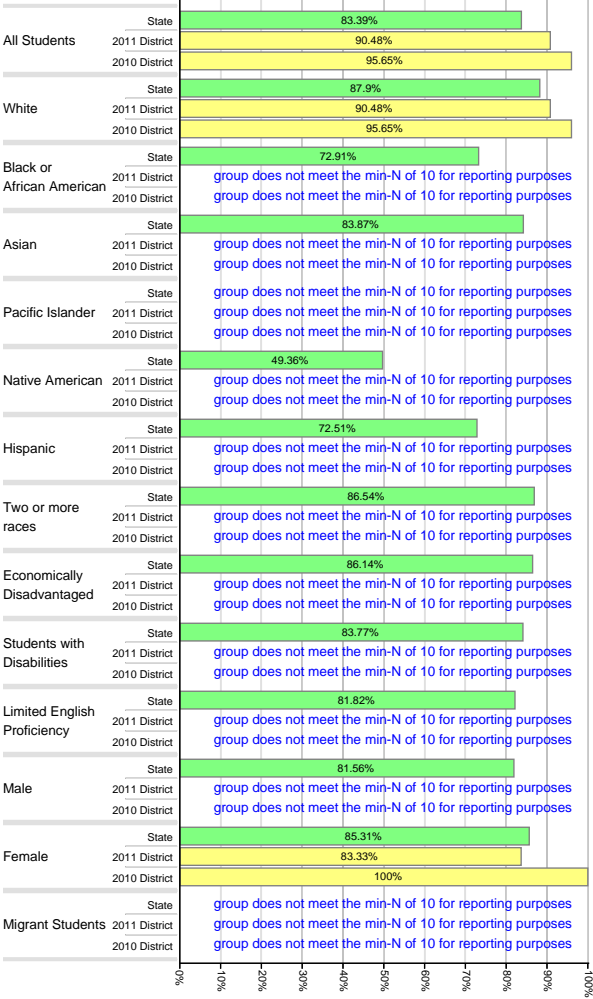 State 83.39%
All Students 2011 District 90.48%
2010 District 95.65%
State 87.9%
White 2011 District 90.48%
2010 District 95.65%
Black or
African American
State 72.91%
2011 District group does not meet the min-N of 10 for reporting purposes
2010 District group does not meet the min-N of 10 for reporting purposes
State 83.87%
Asian 2011 District group does not meet the min-N of 10 for reporting purposes
2010 District group does not meet the min-N of 10 for reporting purposes
State group does not meet the min-N of 10 for reporting purposes
Pacific Islander 2011 District group does not meet the min-N of 10 for reporting purposes
2010 District group does not meet the min-N of 10 for reporting purposes
State 49.36%
Native American 2011 District group does not meet the min-N of 10 for reporting purposes
2010 District group does not meet the min-N of 10 for reporting purposes
State 72.51%
Hispanic 2011 District group does not meet the min-N of 10 for reporting purposes
2010 District group does not meet the min-N of 10 for reporting purposes
Two or more
races
State 86.54%
2011 District group does not meet the min-N of 10 for reporting purposes
2010 District group does not meet the min-N of 10 for reporting purposes
Economically
Disadvantaged
State 86.14%
2011 District group does not meet the min-N of 10 for reporting purposes
2010 District group does not meet the min-N of 10 for reporting purposes
Students with
Disabilities
State 83.77%
2011 District group does not meet the min-N of 10 for reporting purposes
2010 District group does not meet the min-N of 10 for reporting purposes
Limited English
Proficiency
State 81.82%
2011 District group does not meet the min-N of 10 for reporting purposes
2010 District group does not meet the min-N of 10 for reporting purposes
State 81.56%
Male 2011 District group does not meet the min-N of 10 for reporting purposes
2010 District group does not meet the min-N of 10 for reporting purposes
State 85.31%
Female 2011 District 83.33%
2010 District 100%
State group does not meet the min-N of 10 for reporting purposes
Migrant Students 2011 District group does not meet the min-N of 10 for reporting purposes
2010 District group does not meet the min-N of 10 for reporting purposes
0% 10% 20% 30% 40% 50% 60% 70% 80% 90% 100%